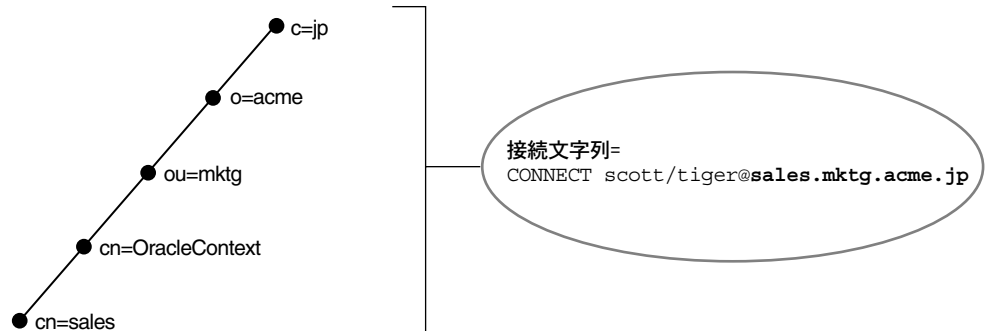 c=jp
o=acme
ou=mktg
cn=OracleContext
cn=sales
接続文字列=
CONNECT scott/tiger@sales.mktg.acme.jp